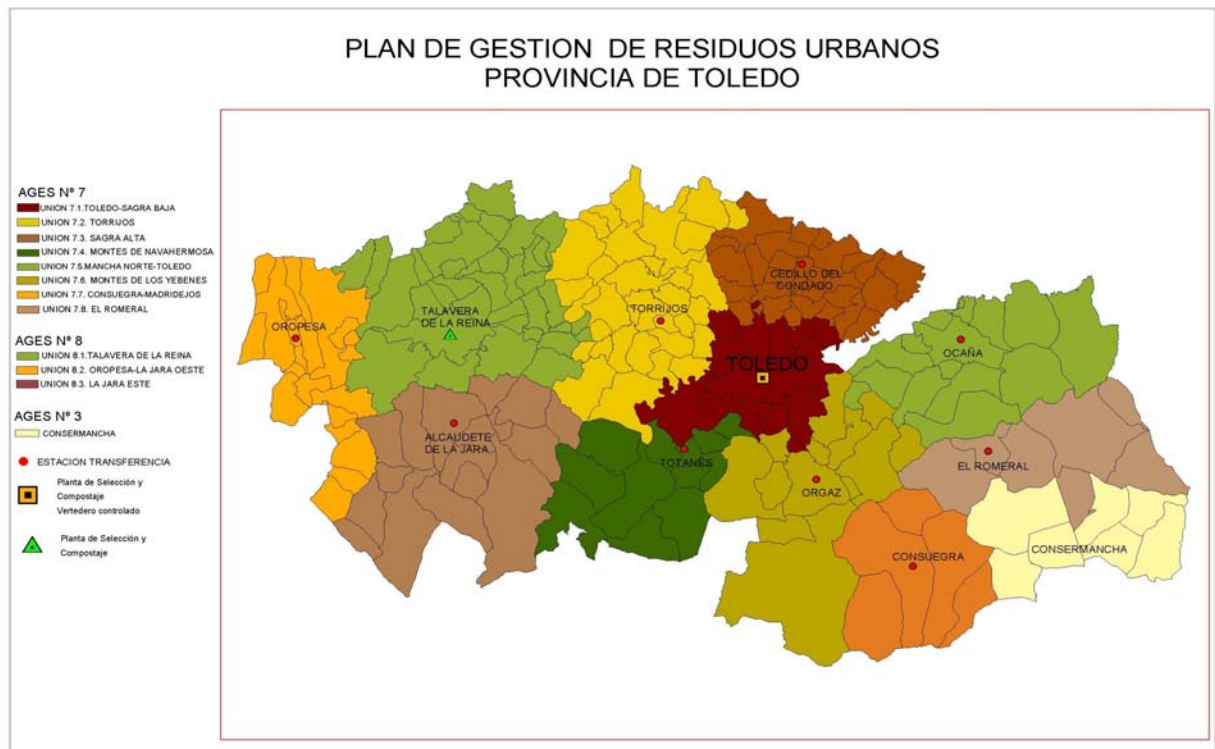 PLAN DE GESTION DE RESIDUOS URBANOS
PROVINCIA DE TOLEDO
AGES Nº 7
UNION 7.1.TOLEDO-SAGRA BAJA
UNION 7.2. TORRIJOS
UNION 7.3. SAGRA ALTA
UNION 7.4. MONTES DE NAVAHERMOSA
UNION 7.5.MANCHA NORTE-TOLEDO
UNION 7.6. MONTES DE LOS YEBENES
UNION 7.7. CONSUEGRA-MADRIDEJOS
UNION 7.8. EL ROMERAL
AGES Nº 8
UNION 8.1.TALAVERA DE LA REINA
UNION 8.2. OROPESA-LA JARA OESTE
UNION 8.3. LA JARA ESTE
AGES Nº 3
CONSERMANCHA
ESTACION TRANSFERENCIA
Planta de Selección y
Compostaje
Vertedero controlado
Planta de Selección y
Compostaje
CEDILLO DEL
CONDADO
TALAVERA
DE LA REINA
TORRIJOS
OROPESA
OCAÑA
TOLEDO
ALCAUDETE
DE LA JARA
TOTANÉS
EL ROMERAL
ORGAZ
CONSUEGRA
CONSERMANCHA